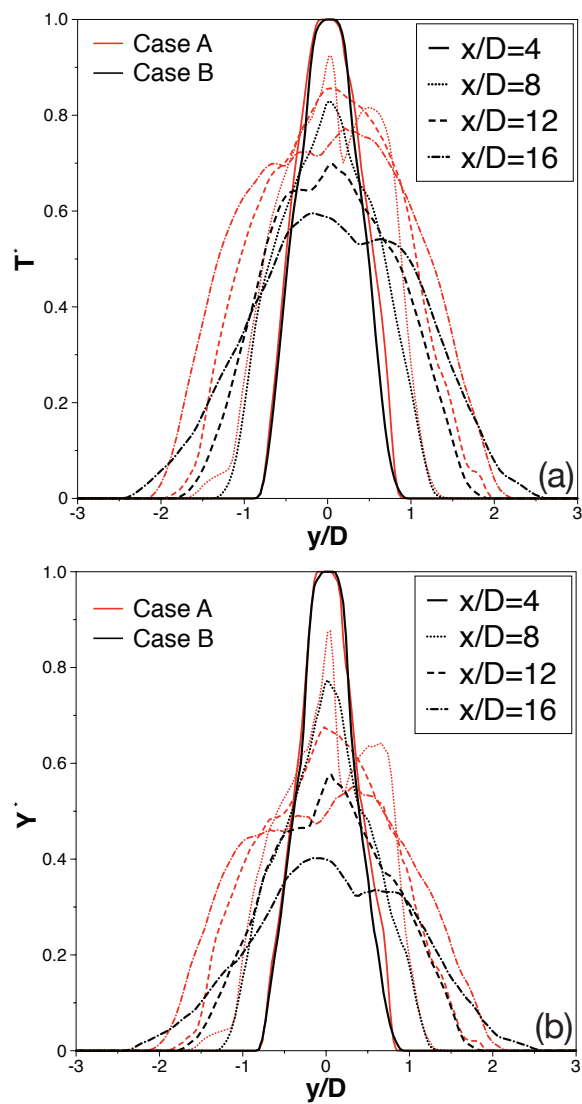 1.0
Case A
Case B
x/D=4
x/D=8
x/D=12
x/D=16
0.8
0.6
T*
0.4
0.2
0
(a)
-3 -2 -1 0 1 2 3
y/D
1.0
Case A
Case B
x/D=4
x/D=8
x/D=12
x/D=16
0.8
0.6
Y*
0.4
0.2
0
(b)
-3 -2 -1 0 1 2 3
y/D